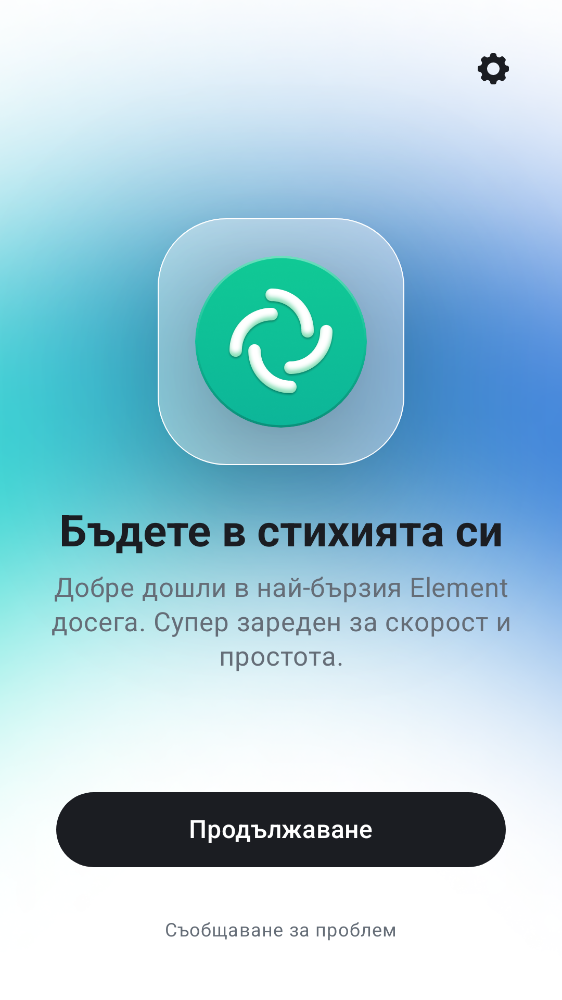 Бъдете в стихията си
Добре дошли в най-бързия Element
досега. Супер зареден за скорост и
простота.
Продължаване
Съобщаване за проблем